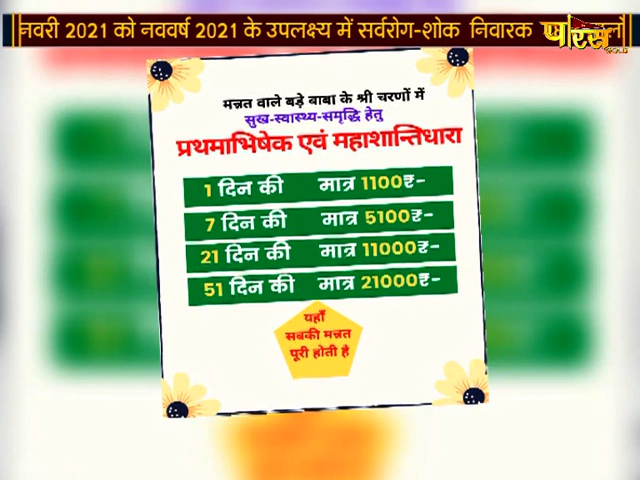 नवरी 2021 को नववर्ष 2021 के उपलक्ष्य में सर्वरोग-शोक निवारक
पारस
GOLD
मन्नत वाले बड़े बाबा के श्री चरणों में
सुख-स्वास्थ्य-समृद्धि हेतु
प्रथमाभिषेक एवं महाशान्तिधारा
1 दिन की मात्र 1100₹-
7 दिन की मात्र 5100₹-
21 दिन की मात्र 11000₹-
51 दिन की मात्र 21000₹-
यहाँ
सबकी मन्नत
पूरी होती है